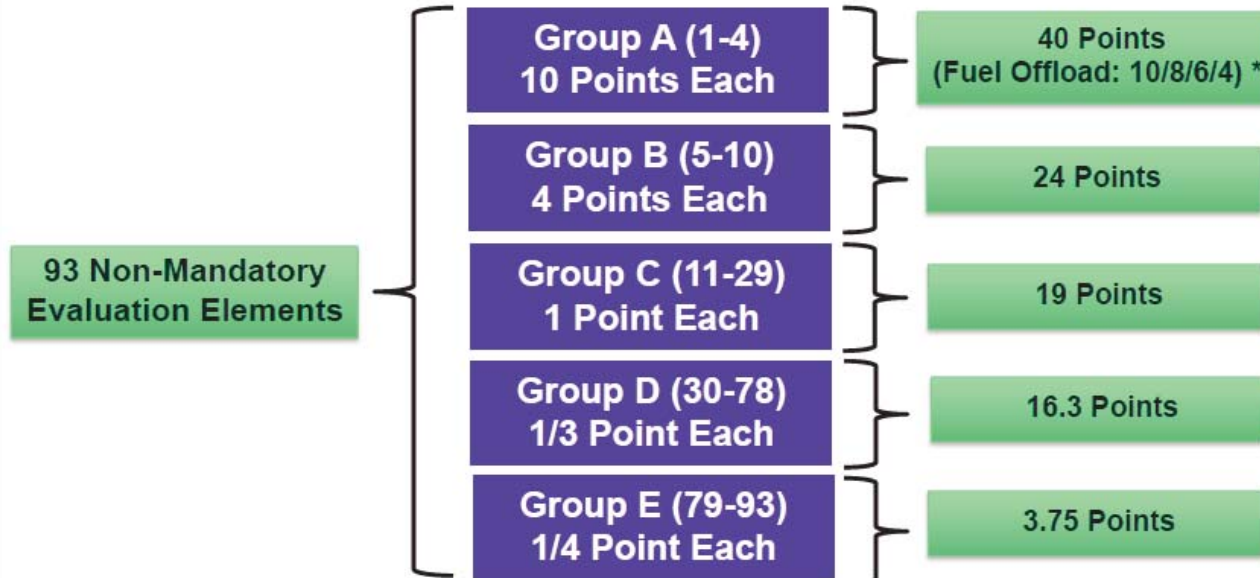 93 Non-Mandatory
Evaluation Elements
Group A (1-4)
10 Points Each
40 Points
(Fuel Offload: 10/8/6/4) *
Group B (5-10)
4 Points Each
24 Points
Group C (11-29)
1 Point Each
19 Points
Group D (30-78)
1/3 Point Each
16.3 Points
Group E (79-93)
1/4 Point Each
3.75 Points